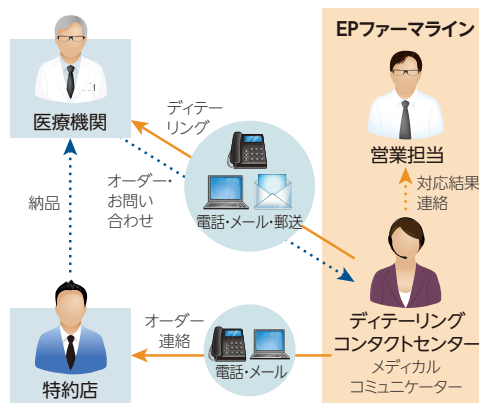 EPファーマライン
医療機関
営業担当
ディテー
リング
オーダー・
お問い
合わせ
電話・メール・郵送
納品
対応結果
連絡
ディテーリング
コンタクトセンター
メディカル
コミュニケーター
オーダー
連絡
電話・メール
特約店